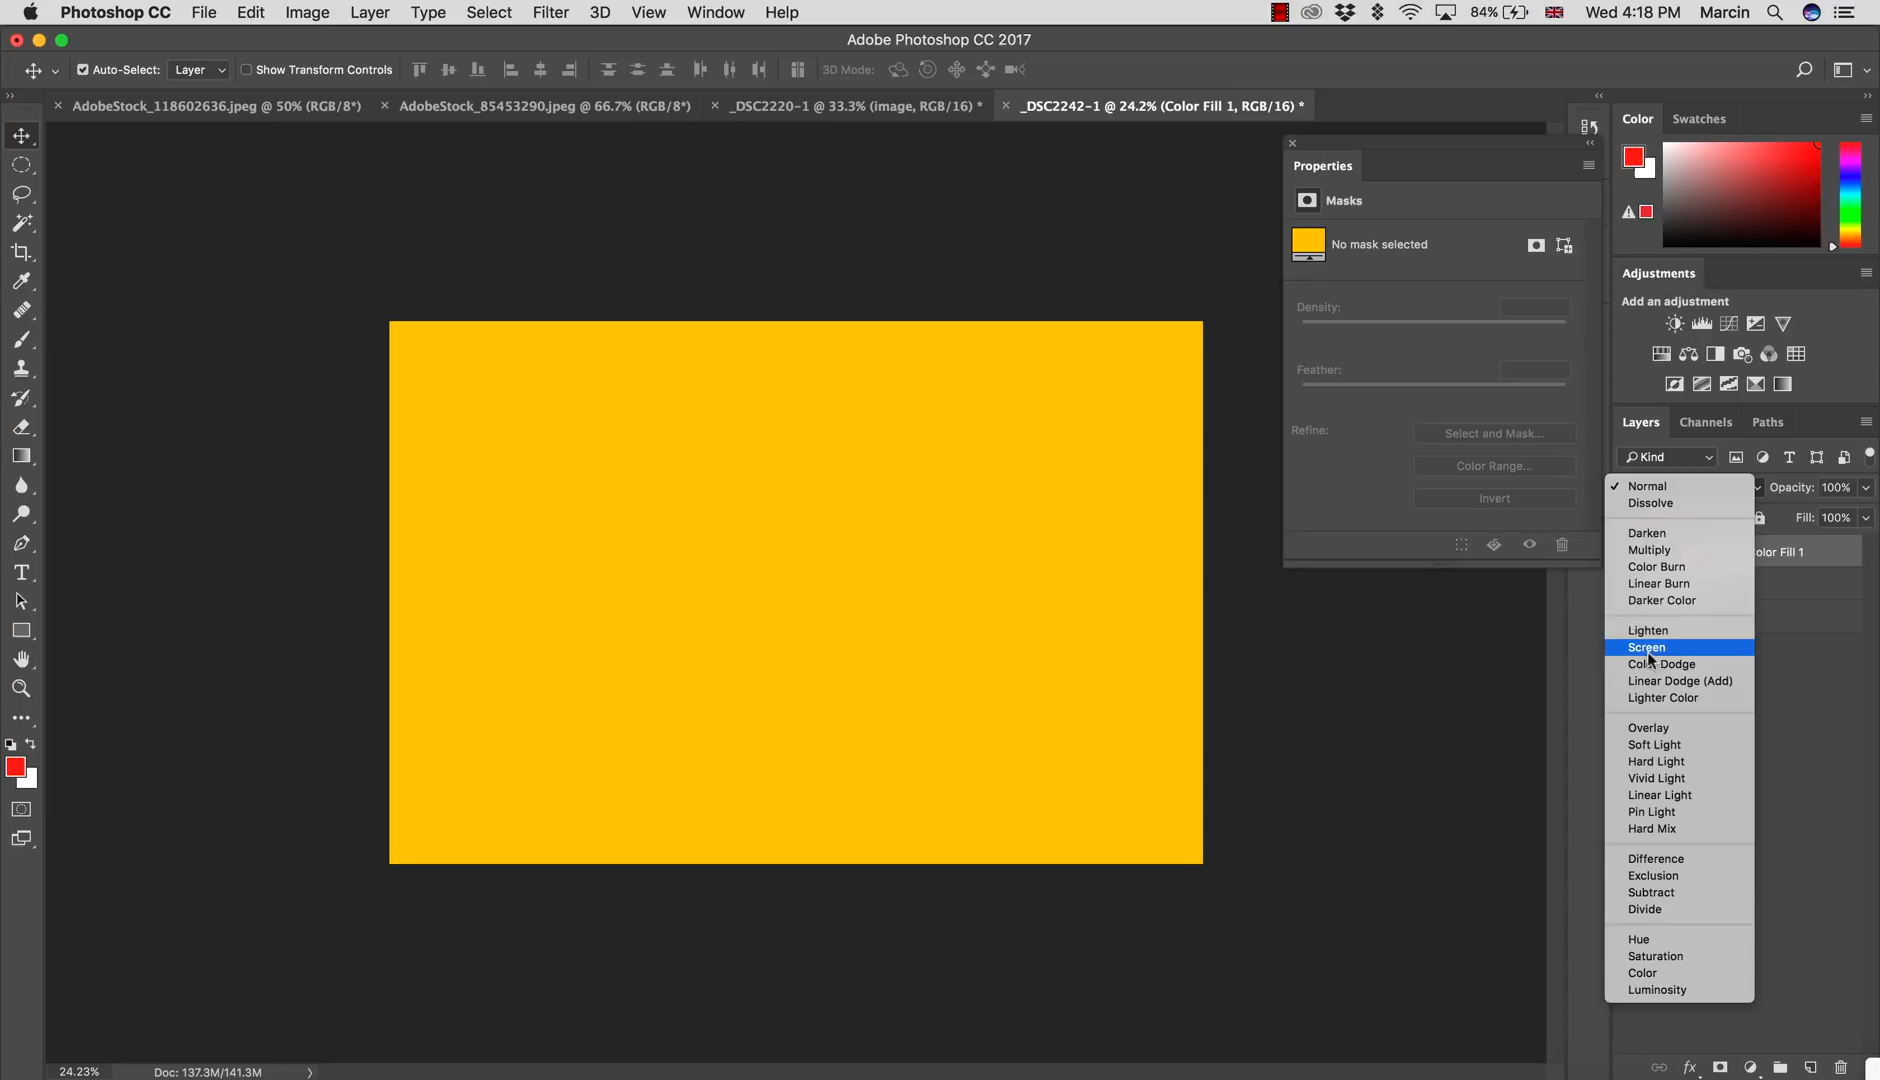 Photoshop CC File Edit Image Layer Type Select Filter 3D View Window Help 84% Wed 4:18 PM Marcin
Adobe Photoshop CC 2017
Auto-Select: Layer Show Transform Controls 3D Mode:
AdobeStock_118602636.jpeg @ 50% (RGB/8*) AdobeStock_85453290.jpeg @ 66.7% (RGB/8*) _DSC2220-1 @ 33.3% (image, RGB/16) * _DSC2242-1 @ 24.2% (Color Fill 1, RGB/16) *
Properties
Masks
No mask selected
Density:
Feather:
Refine: Select and Mask...
Color Range...
Invert
Color Swatches
Adjustments
Add an adjustment
Layers Channels Paths
Kind
Opacity: 100%
Fill: 100%
olor Fill 1
Normal
Dissolve
Darken
Multiply
Color Burn
Linear Burn
Darker Color
Lighten
Screen
Color Dodge
Linear Dodge (Add)
Lighter Color
Overlay
Soft Light
Hard Light
Vivid Light
Linear Light
Pin Light
Hard Mix
Difference
Exclusion
Subtract
Divide
Hue
Saturation
Color
Luminosity
24.23% Doc: 137.3M/141.3M
fx